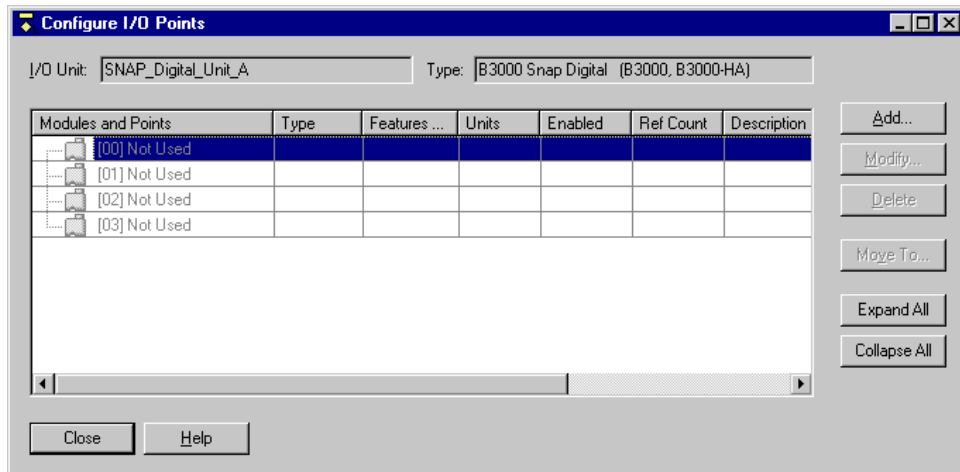 Configure I/O Points
I/O Unit: SNAP_Digital_Unit_A Type: B3000 Snap Digital (B3000, B3000-HA)
Modules and Points Type Features ... Units Enabled Ref Count Description
[00] Not Used
[01] Not Used
[02] Not Used
[03] Not Used
Add...
Modify...
Delete
Move To...
Expand All
Collapse All
Close Help